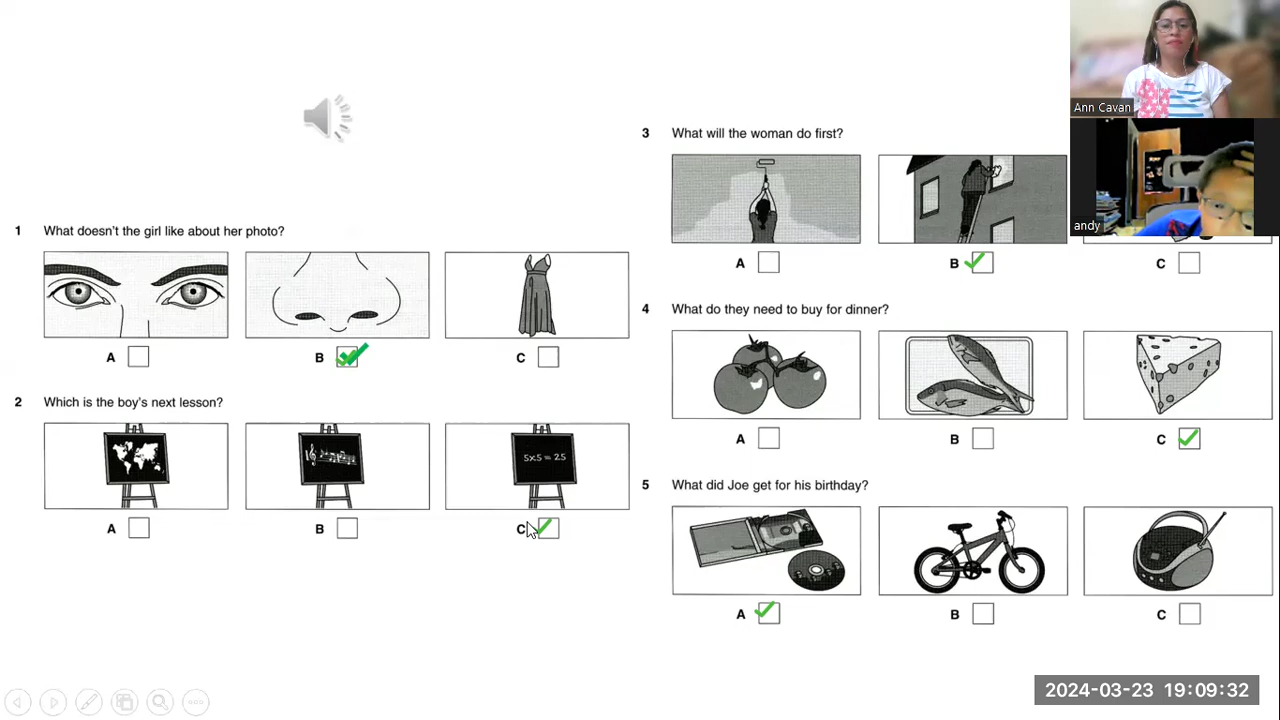 Ann Cavan
andy
1 What doesn't the girl like about her photo?
A B C
2 Which is the boy's next lesson?
5x5 = 25
A B C
3 What will the woman do first?
A B C
4 What do they need to buy for dinner?
A B C
5 What did Joe get for his birthday?
A B C
2024-03-23 19:09:32